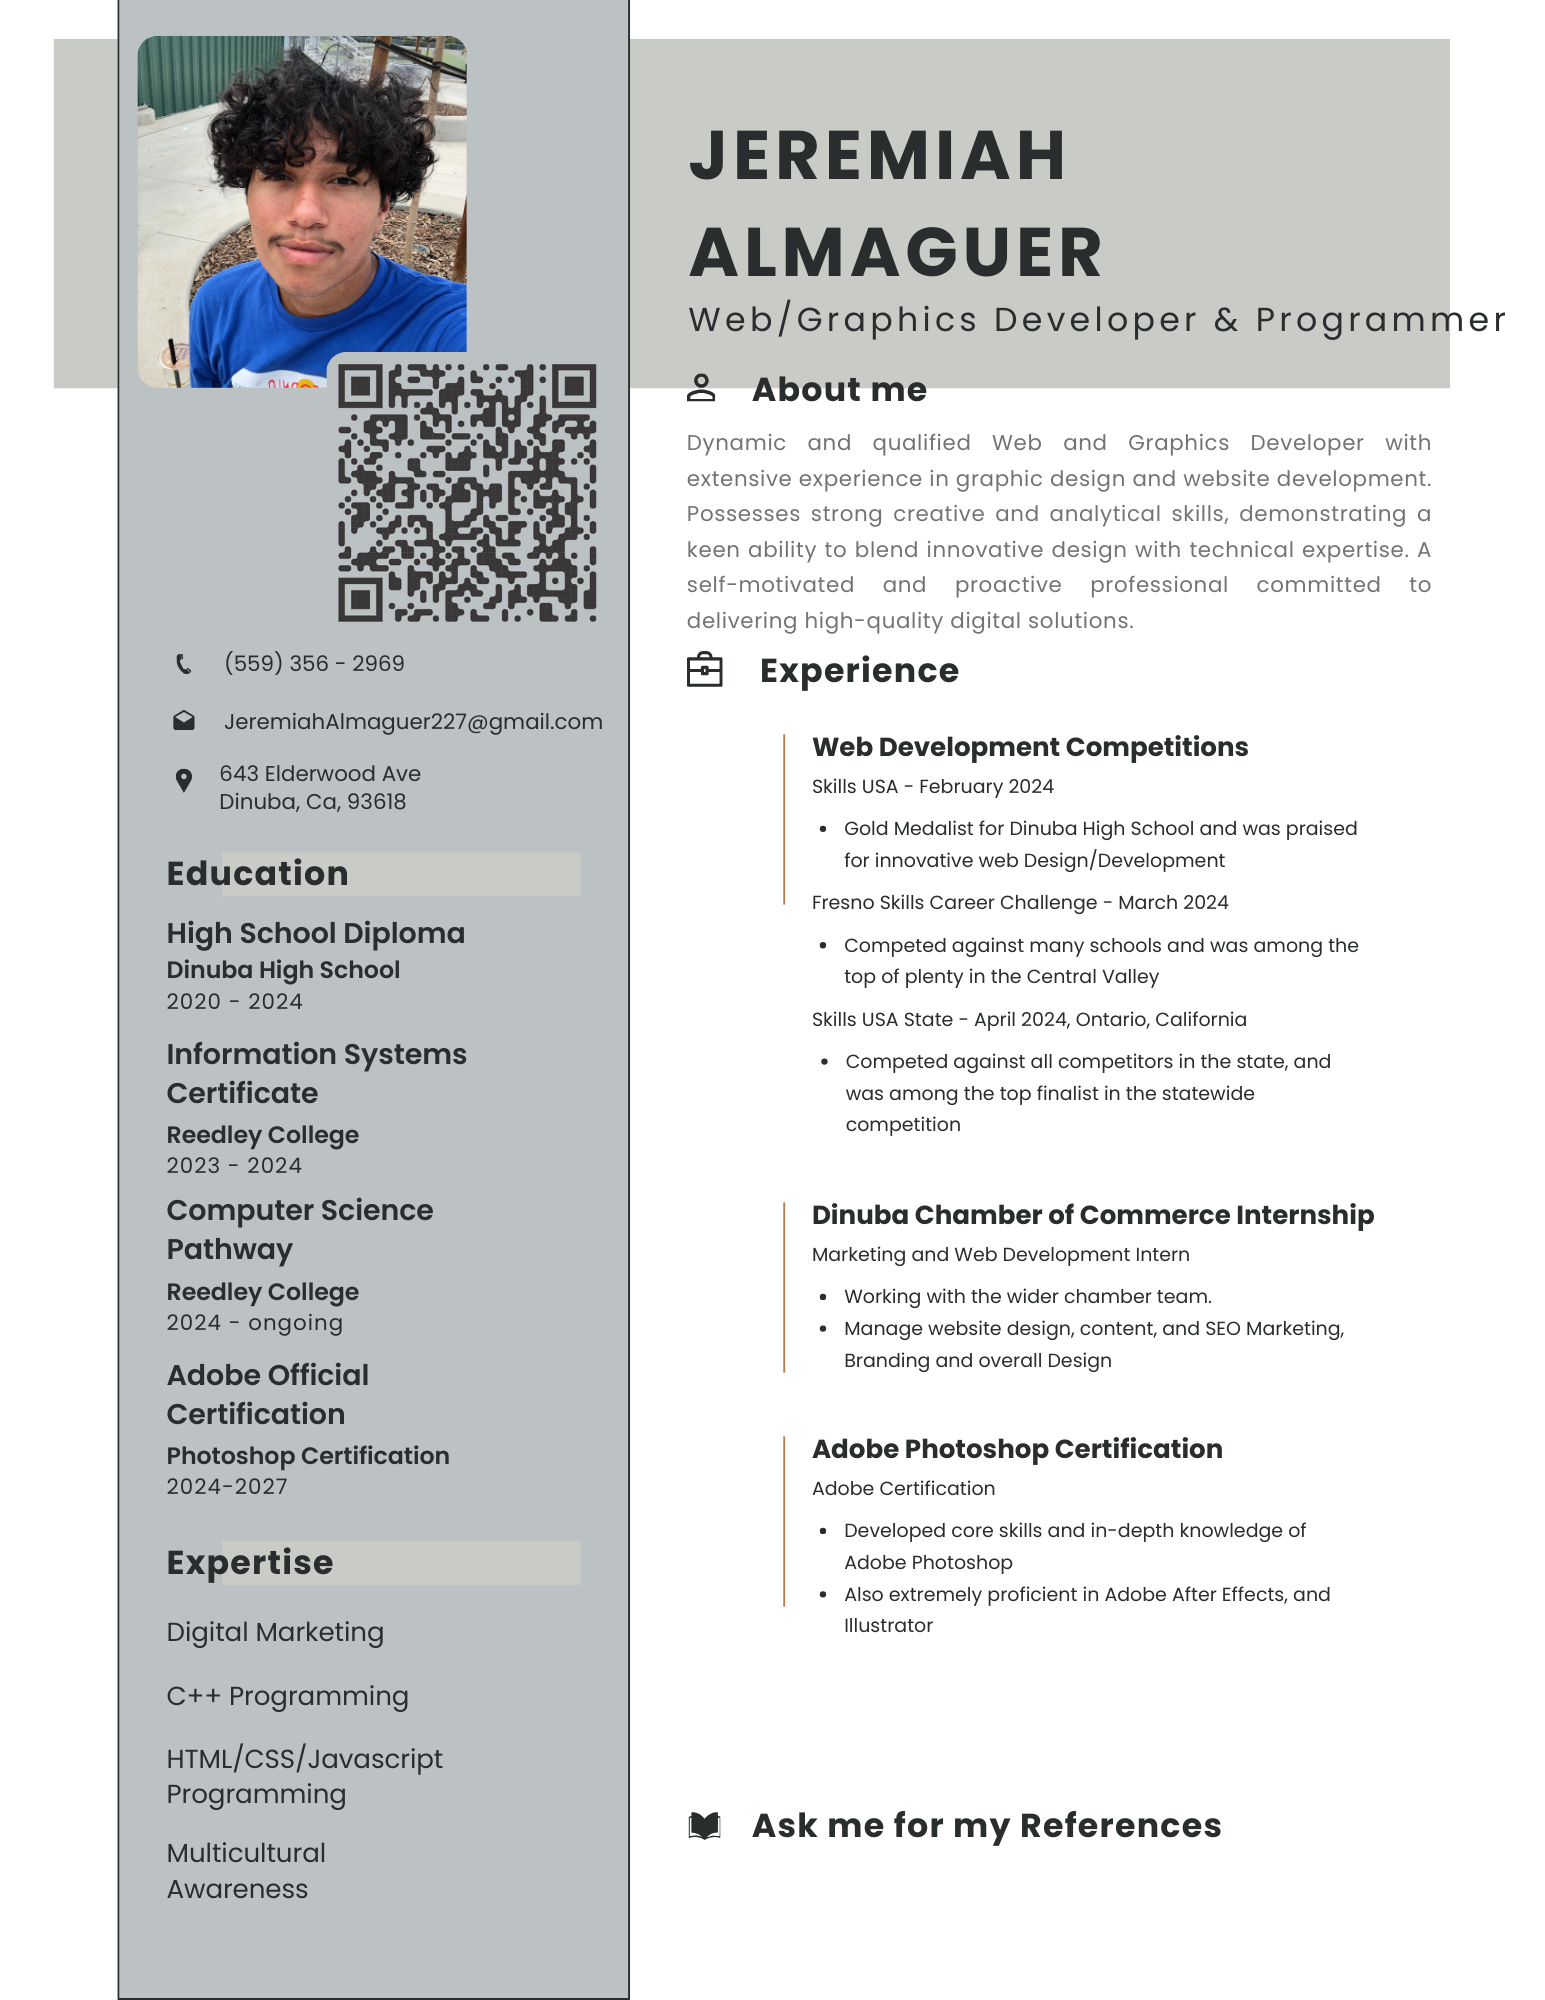 JEREMIAH
ALMAGUER
Web/Graphics Developer & Programmer
About me
Dynamic and qualified Web and Graphics Developer with
extensive experience in graphic design and website development.
Possesses strong creative and analytical skills, demonstrating a
keen ability to blend innovative design with technical expertise. A
self-motivated and proactive professional committed to
delivering high-quality digital solutions.
(559) 356 - 2969
JeremiahAlmaguer227@gmail.com
643 Elderwood Ave
Dinuba, Ca, 93618
Education
High School Diploma
Dinuba High School
2020 - 2024
Information Systems
Certificate
Reedley College
2023 - 2024
Computer Science
Pathway
Reedley College
2024 - ongoing
Adobe Official
Certification
Photoshop Certification
2024-2027
Expertise
Digital Marketing
C++ Programming
HTML/CSS/Javascript
Programming
Multicultural
Awareness
Experience
Web Development Competitions
Skills USA - February 2024
• Gold Medalist for Dinuba High School and was praised
for innovative web Design/Development
Fresno Skills Career Challenge - March 2024
• Competed against many schools and was among the
top of plenty in the Central Valley
Skills USA State - April 2024, Ontario, California
• Competed against all competitors in the state, and
was among the top finalist in the statewide
competition
Dinuba Chamber of Commerce Internship
Marketing and Web Development Intern
• Working with the wider chamber team.
• Manage website design, content, and SEO Marketing,
Branding and overall Design
Adobe Photoshop Certification
Adobe Certification
• Developed core skills and in-depth knowledge of
Adobe Photoshop
• Also extremely proficient in Adobe After Effects, and
Illustrator
Ask me for my References